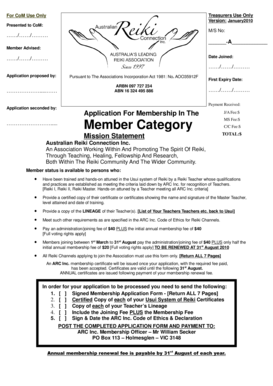 For CoM Use Only
Presented to CoM:
……/……/………
Member Advised:
……/……/………
Application proposed by:
…………………………
Application seconded by:
…………………………
Australian
Reiki
Connection
Inc.
AUSTRALIA'S LEADING
REIKI ASSOCIATION
Since 1997
Pursuant to The Associations Incorporation Act 1981: No.
Treasurers Use Only
Version: January2010
M/S No:
-A
Date Joined:
……/……/………
First Expiry Date:
……/……/………
Payment Received:
J/A Fee $
MS Fee $
C/C Fee $
TOTAL:$
Application For Membership In The
Member Category
Mission Statement
Australian Reiki Connection Inc.
An Association Working Within And Promoting The Spirit Of Reiki,
Through Teaching, Healing, Fellowship And Research,
Both Within The Reiki Community And The Wider Community.
Member status is available to persons who:
• Have been trained and hands-on attuned in the Usui system of Reiki by a Reiki Teacher whose qualifications
and practices are established as meeting the criteria laid down by ARC Inc. for recognition of Teachers.
[Reiki I, Reiki II, Reiki Master. Hands-on attuned by a Teacher meeting all ARC Inc. criteria]
• Provide a certified copy of their certificate or certificates showing the name and signature of the Master Teacher,
level attained and date of training
• Provide a copy of the LINEAGE of their Teacher(s): [List of Your Teachers Teachers etc. back to Usui]
• Meet such other requirements as are specified in the ARC Inc. Code of Ethics for Reiki Channels.
• Pay an administration/joining fee of $40 PLUS the initial annual membership fee of $40
[Full voting rights apply]
• Members joining between 1st March to 31st August pay the administration/joining fee of $40 PLUS only half the
initial annual membership fee of $20 [Full voting rights apply] TO BE RENEWED AT 31st AUGUST 2010
• All Reiki Channels applying to join the Association must use this form only. [Return ALL 7 Pages]
An ARC Inc. membership certificate will be issued once your application, with the required fee paid,
has been accepted. Certificates are valid until the following 31st August.
ANNUAL certificates are issued following payment of your membership renewal fee.
In order for your application to be processed you need to send the following:
1. [ ] Signed Membership Application Form - [Return ALL 7 Pages]
2. [ ] Certified Copy of each of your Usui System of Reiki Certificates
3. [ ] Copy of each of your Teacher's Lineage
4. [ ] Include the Joining Fee PLUS the Membership Fee
5. [ ] Sign & Date the ARC Inc. Code of Ethics & Declaration
POST THE COMPLETED APPLICATION FORM AND PAYMENT TO:
ARC Inc. Membership Officer - Mr William Secker
PO Box 113 – Holmesglen – VIC 3148
Annual membership renewal fee is payable by 31st August of each year.